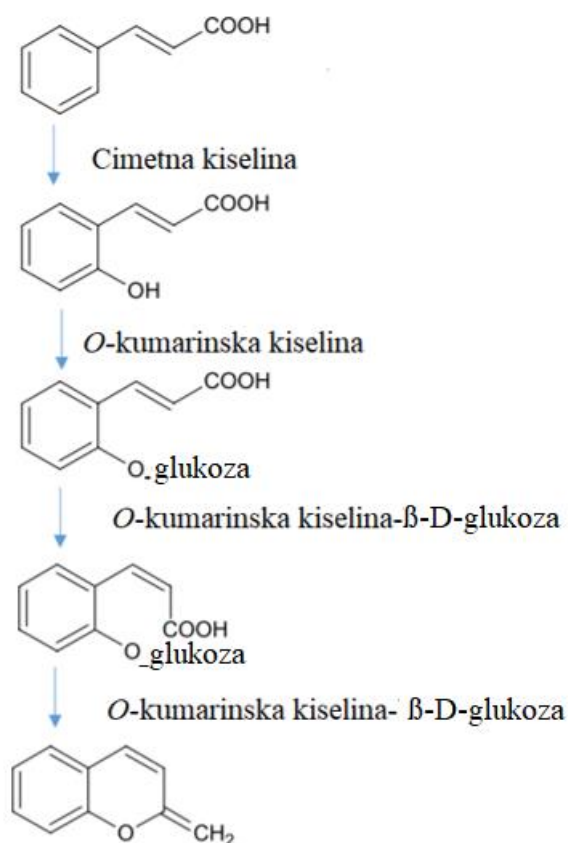 COOH
Cimetna kiselina
COOH
OH
O-kumarinska kiselina
COOH
O-glukoza
O-kumarinska kiselina-ß-D-glukoza
COOH
O_glukoza
O-kumarinska kiselina- ß-D-glukoza
O
CH₂